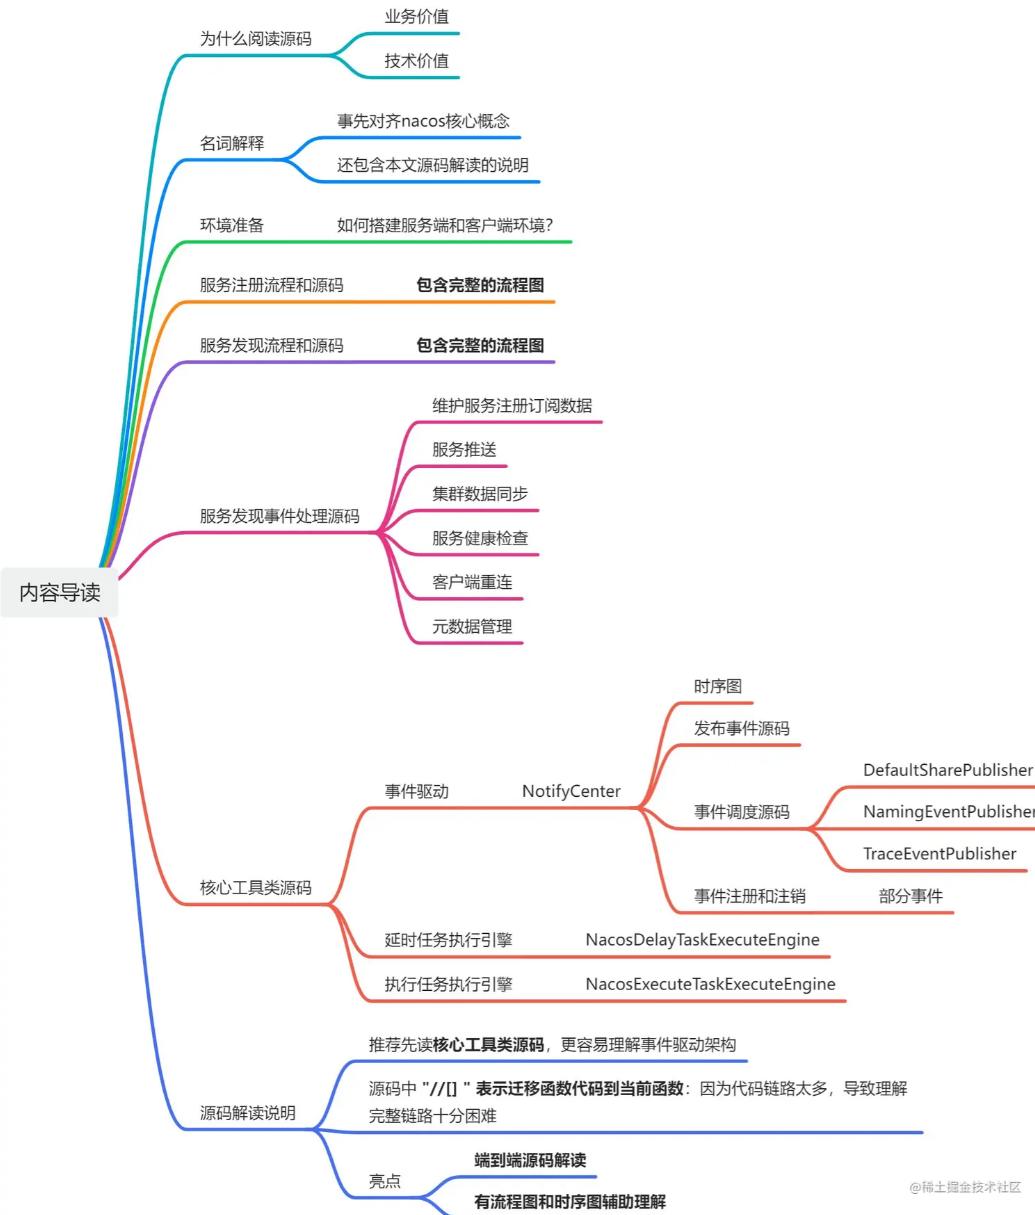 内容导读
为什么阅读源码
业务价值
技术价值
名词解释
事先对齐nacos核心概念
还包含本文源码解读的说明
环境准备
如何搭建服务端和客户端环境?
服务注册流程和源码
包含完整的流程图
服务发现流程和源码
包含完整的流程图
服务发现事件处理源码
维护服务注册订阅数据
服务推送
集群数据同步
服务健康检查
客户端重连
元数据管理
核心工具类源码
事件驱动
NotifyCenter
时序图
发布事件源码
事件调度源码
DefaultSharePublisher
NamingEventPublisher
TraceEventPublisher
事件注册和注销
部分事件
延时任务执行引擎
NacosDelayTaskExecuteEngine
执行任务执行引擎
NacosExecuteTaskExecuteEngine
源码解读说明
推荐先读核心工具类源码，更容易理解事件驱动架构
源码中 "//[] " 表示迁移函数代码到当前函数：因为代码链路太多，导致理解
完整链路十分困难
亮点
端到端源码解读
有流程图和时序图辅助理解
@稀土掘金技术社区